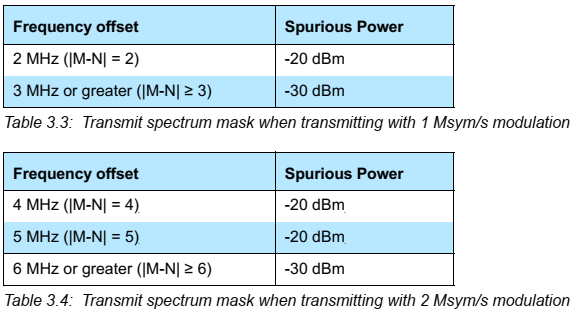 Frequency offset Spurious Power
2 MHz (|M-N| = 2) -20 dBm
3 MHz or greater (|M-N| ≥ 3) -30 dBm
Table 3.3: Transmit spectrum mask when transmitting with 1 Msym/s modulation
Frequency offset Spurious Power
4 MHz (|M-N| = 4) -20 dBm
5 MHz (|M-N| = 5) -20 dBm
6 MHz or greater (|M-N| ≥ 6) -30 dBm
Table 3.4: Transmit spectrum mask when transmitting with 2 Msym/s modulation